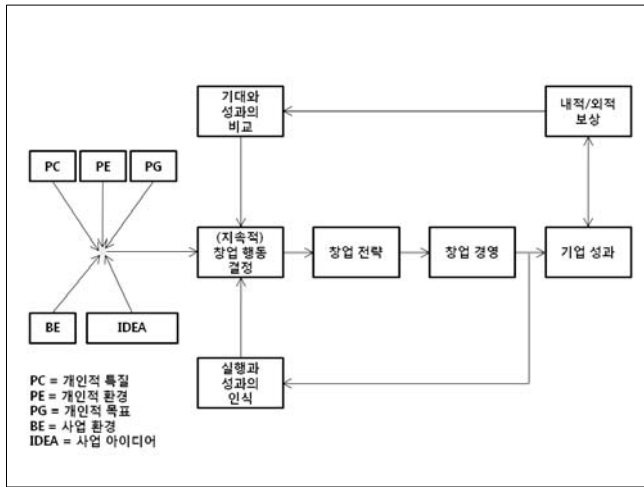 기대와
성과의
비교
내적/외적
보상
PC
PE
PG
(지속적)
창업 행동
결정
창업 전략
창업 경영
기업 성과
BE
IDEA
실행과
성과의
인식
PC = 개인적 특질
PE = 개인적 환경
PG = 개인적 목표
BE = 사업 환경
IDEA = 사업 아이디어